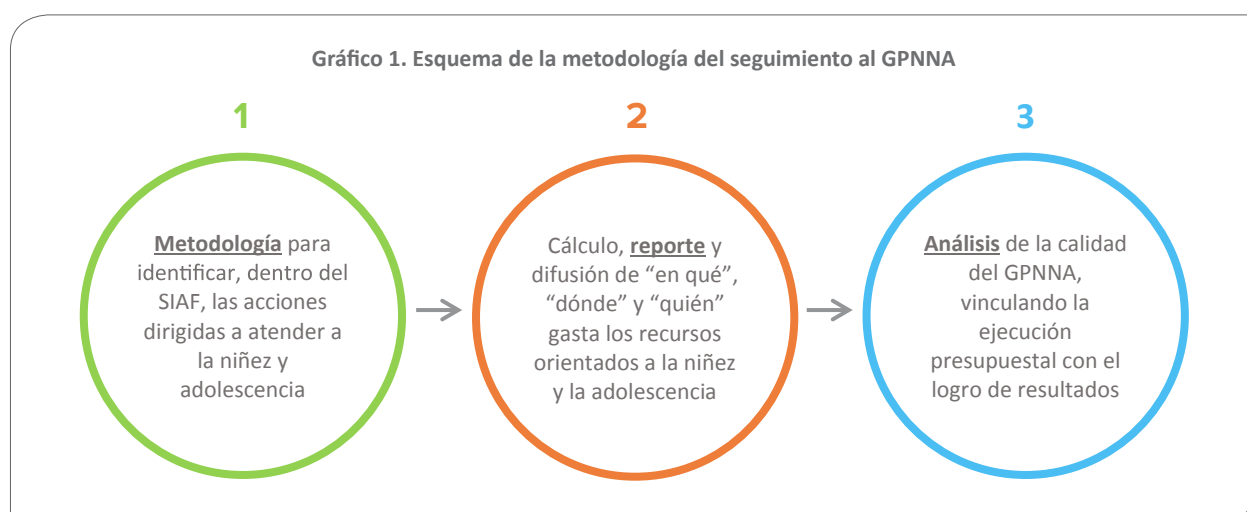 Gráfico 1. Esquema de la metodología del seguimiento al GPNNA
1
Metodología para
identificar, dentro del
SIAF, las acciones
dirigidas a atender a
la niñez y
adolescencia
2
Cálculo, reporte y
difusión de “en qué”,
“dónde” y “quién”
gasta los recursos
orientados a la niñez
y la adolescencia
3
Análisis de la calidad
del GPNNA,
vinculando la
ejecución
presupuestal con el
logro de resultados